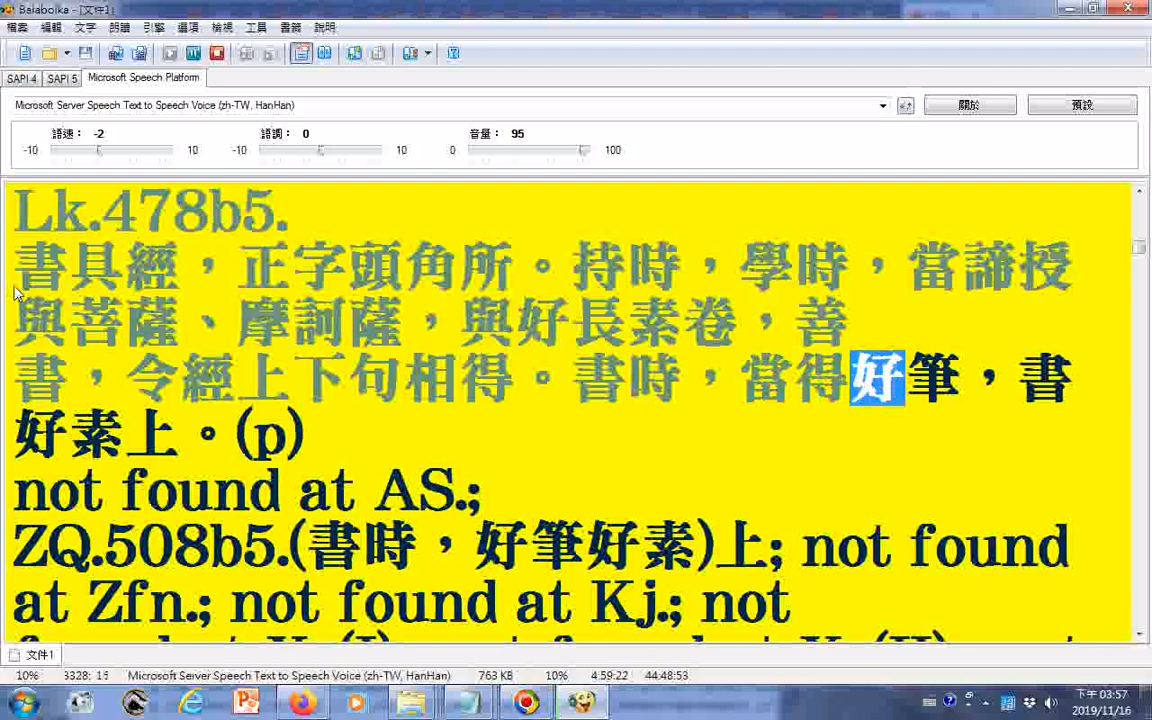 Balabolka - [文件1]
檔案 編輯 文字 朗讀 引擎 選項 檢視 工具 書籤 說明
SAPI 4 SAPI 5 Microsoft Speech Platform
Microsoft Server Speech Text to Speech Voice (zh-TW, HanHan) 關於 預設
語速： -2 語調： 0 音量： 95
-10 10 -10 10 0 100
Lk.478b5.
書具經，正字頭角所。持時，學時，當諦授
與菩薩、摩訶薩，與好長素卷，善
書，令經上下句相得。書時，當得好筆，書
好素上。(p)
not found at AS.;
ZQ.508b5.(書時，好筆好素)上; not found
at Zfn.; not found at Kj.; not
文件1
10% 3328: 15 Microsoft Server Speech Text to Speech Voice (zh-TW, HanHan) 763 KB 10% 4:59:22 44:48:53
下午 03:57
2019/11/16